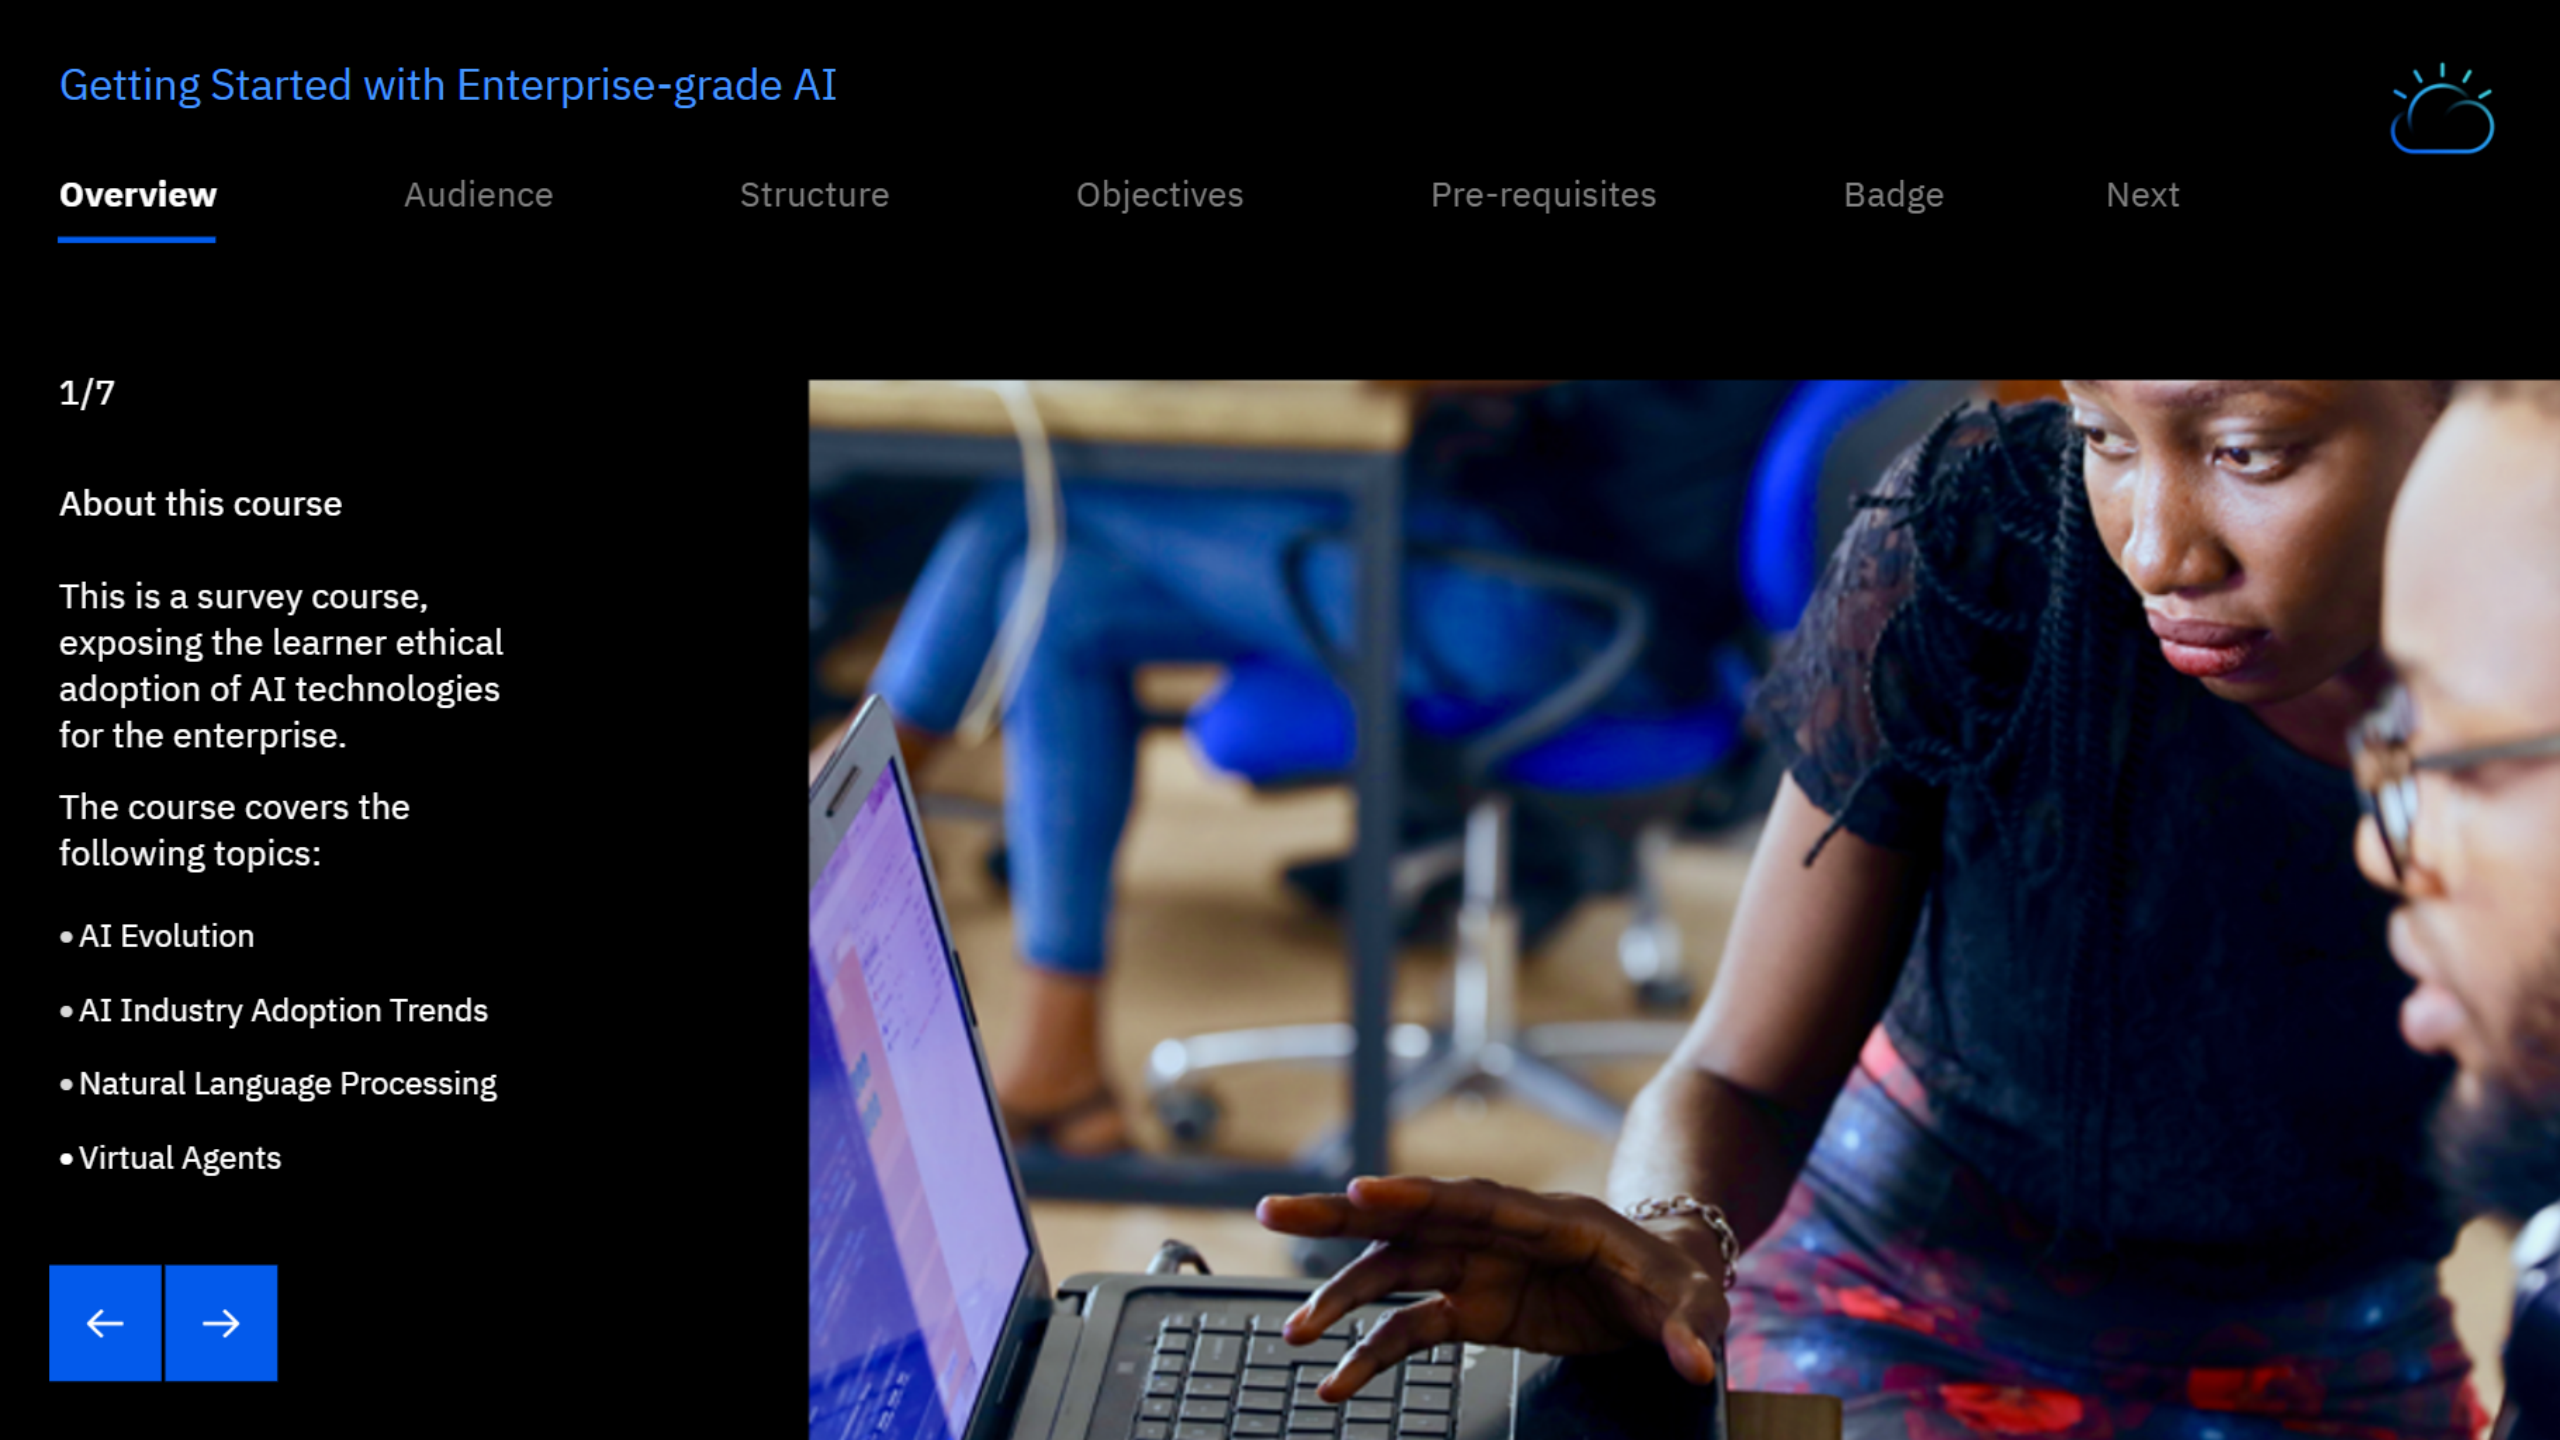 Getting Started with Enterprise-grade AI
Overview Audience Structure Objectives Pre-requisites Badge Next
1/7
About this course
This is a survey course,
exposing the learner ethical
adoption of AI technologies
for the enterprise.
The course covers the
following topics:
• AI Evolution
• AI Industry Adoption Trends
• Natural Language Processing
• Virtual Agents